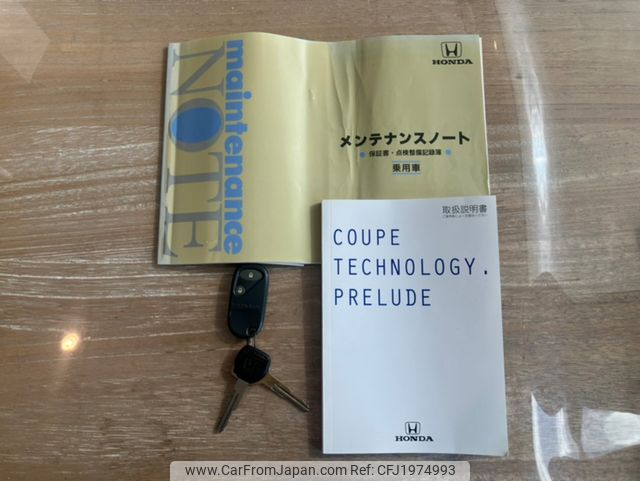 maintenance
NOTE
HONDA
メンテナンスノート
● 保証書・点検整備記録簿 ●
乗用車
取扱説明書
COUPE
TECHNOLOGY.
PRELUDE
HONDA
www.CarFromJapan.com - CFJ1974993